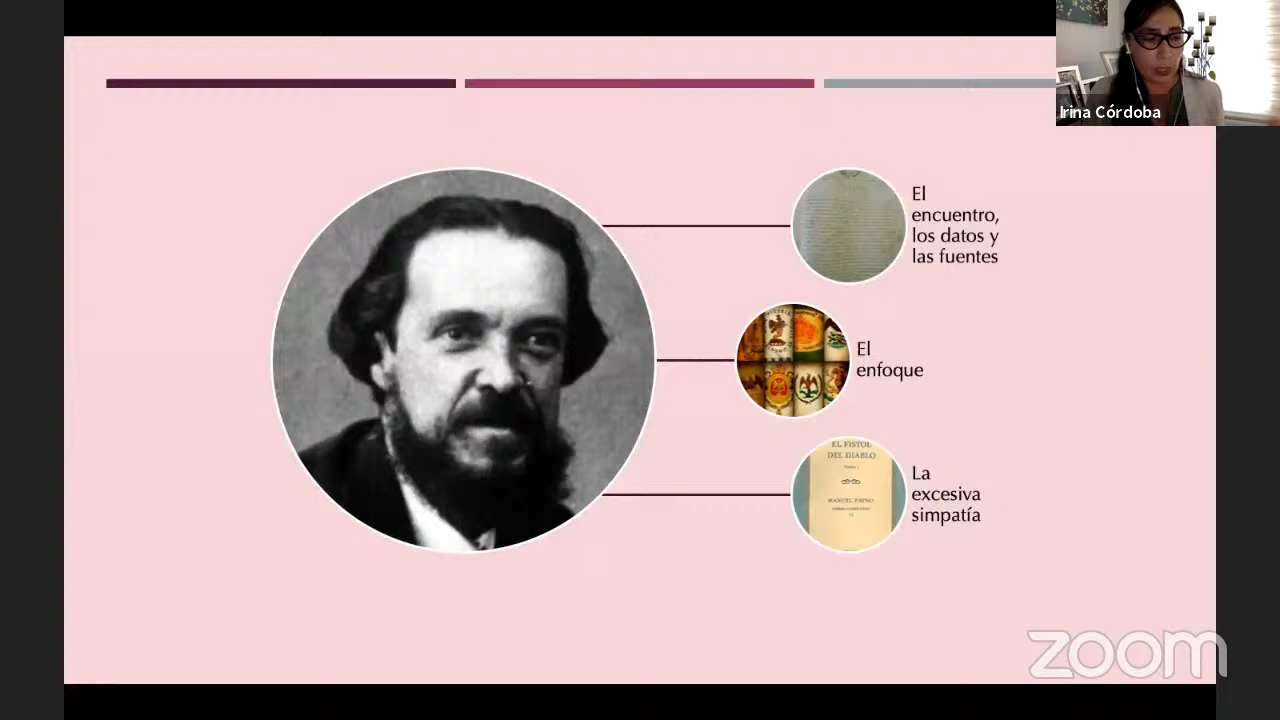 Irina Córdoba
El
encuentro,
los datos y
las fuentes
El
enfoque
EL FISTOL
DEL DIABLO
MANUEL PAYNO
La
excesiva
simpatía
zoom